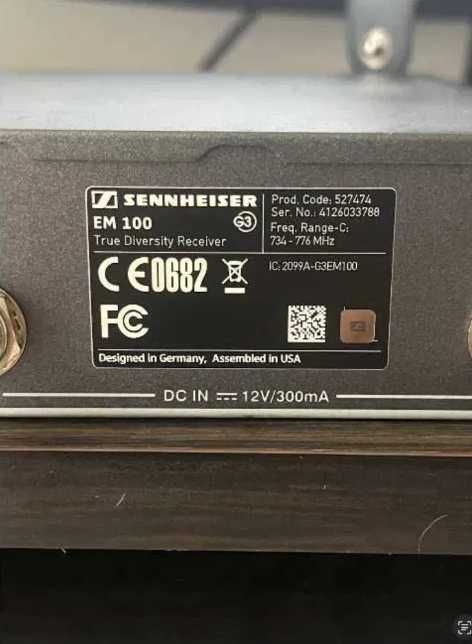 SENNHEISER
EM 100
G3
True Diversity Receiver
Prod. Code: 527474
Ser. No.: 4126033788
Freq. Range-C:
734 - 776 MHz
CE0682
IC: 2099A-G3EM100
FC
Designed in Germany, Assembled in USA
DC IN 12V/300mA